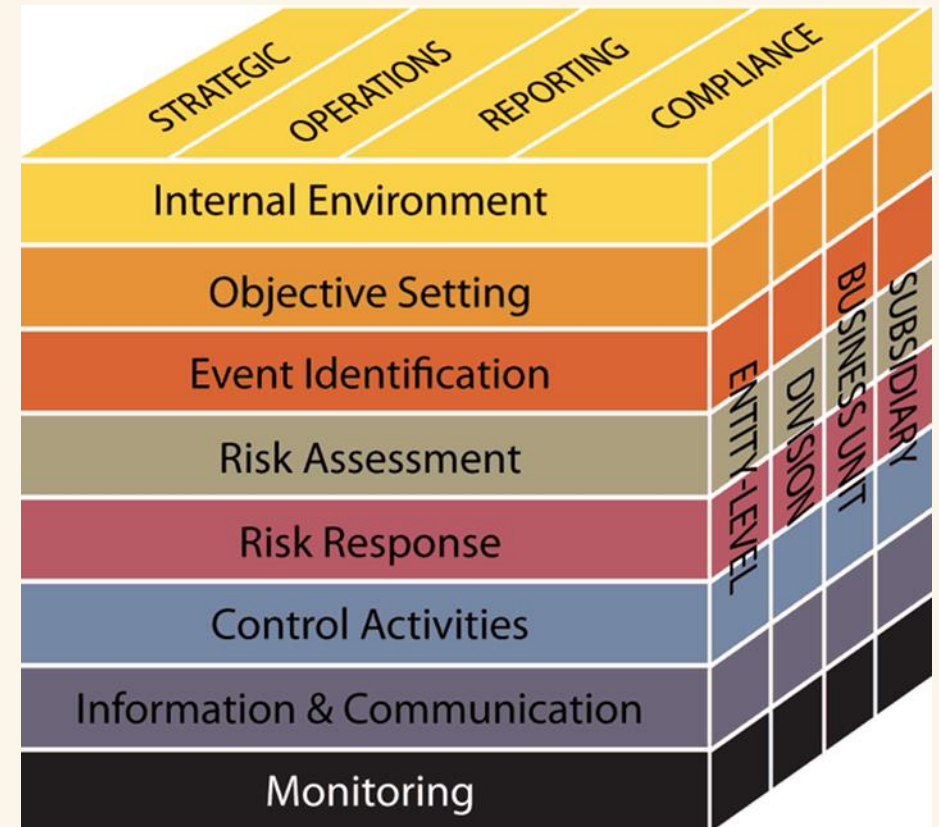 STRATEGIC
OPERATIONS
REPORTING
COMPLIANCE
Internal Environment
Objective Setting
Event Identification
Risk Assessment
Risk Response
Control Activities
Information & Communication
Monitoring
ENTITY-LEVEL
DIVISION
BUSINESS UNIT
SUBSIDIARY